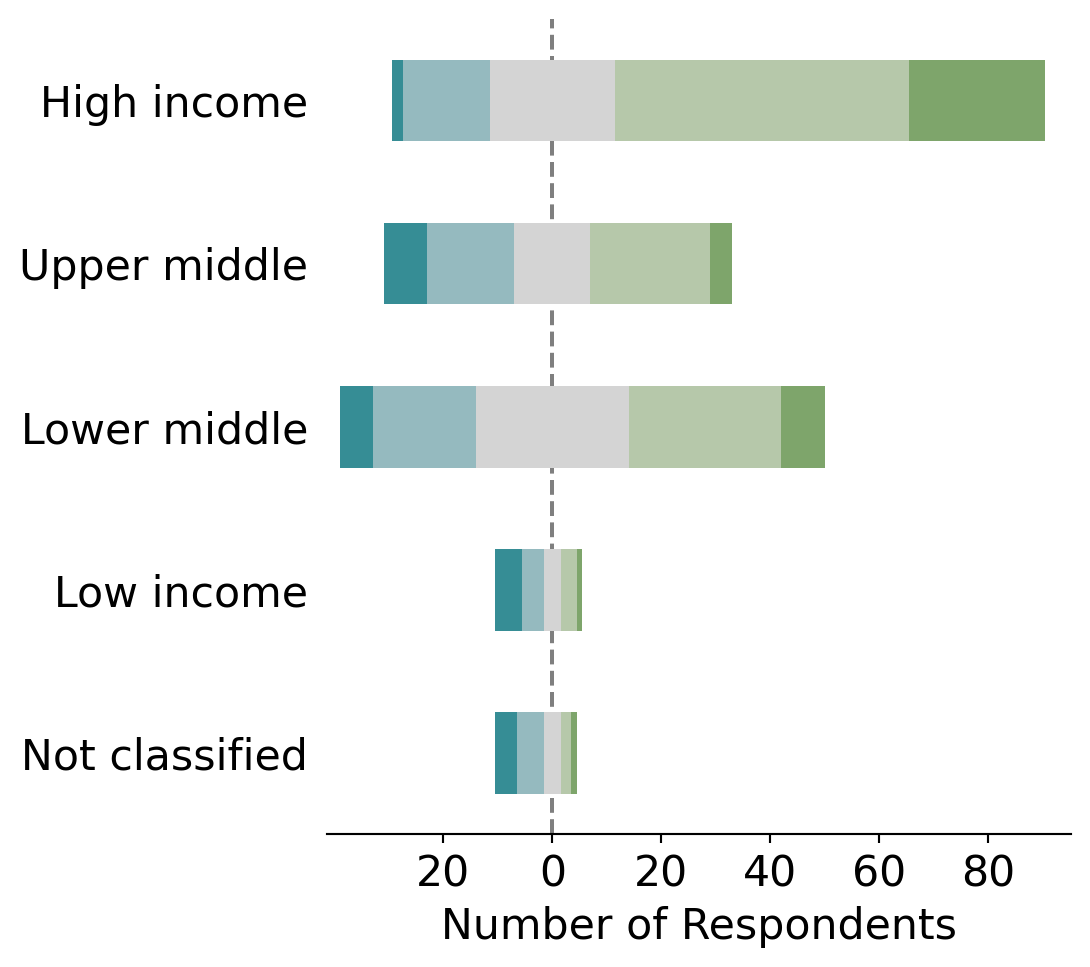 High income
Upper middle
Lower middle
Low income
Not classified
20 0 20 40 60 80
Number of Respondents